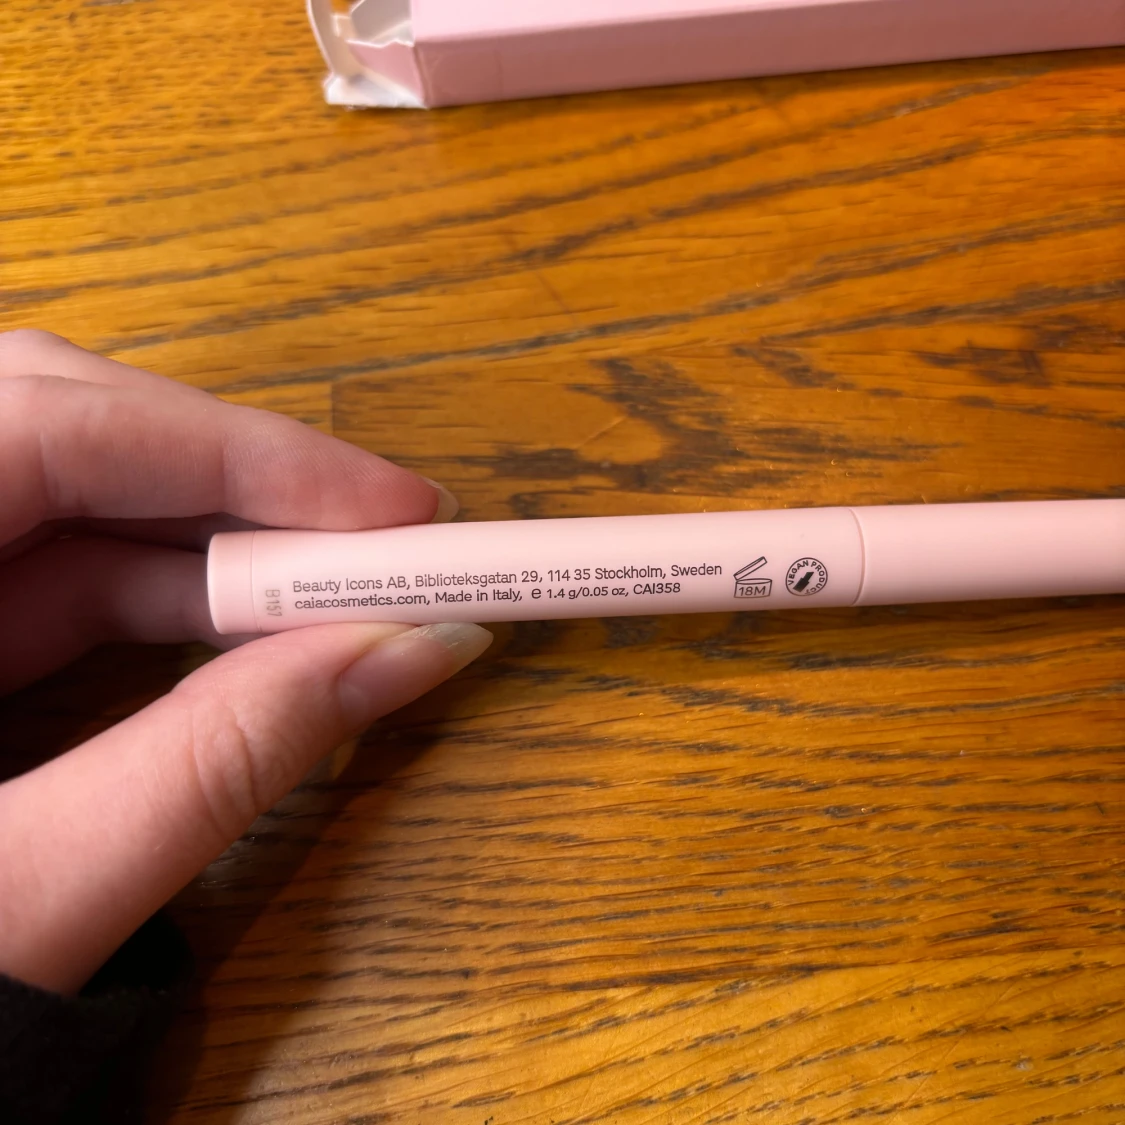 Beauty Icons AB, Biblioteksgatan 29, 114 35 Stockholm, Sweden
caiacosmetics.com, Made in Italy, ℮ 1.4 g/0.05 oz, CAI358
18M
VEGAN PRODUCT
B157